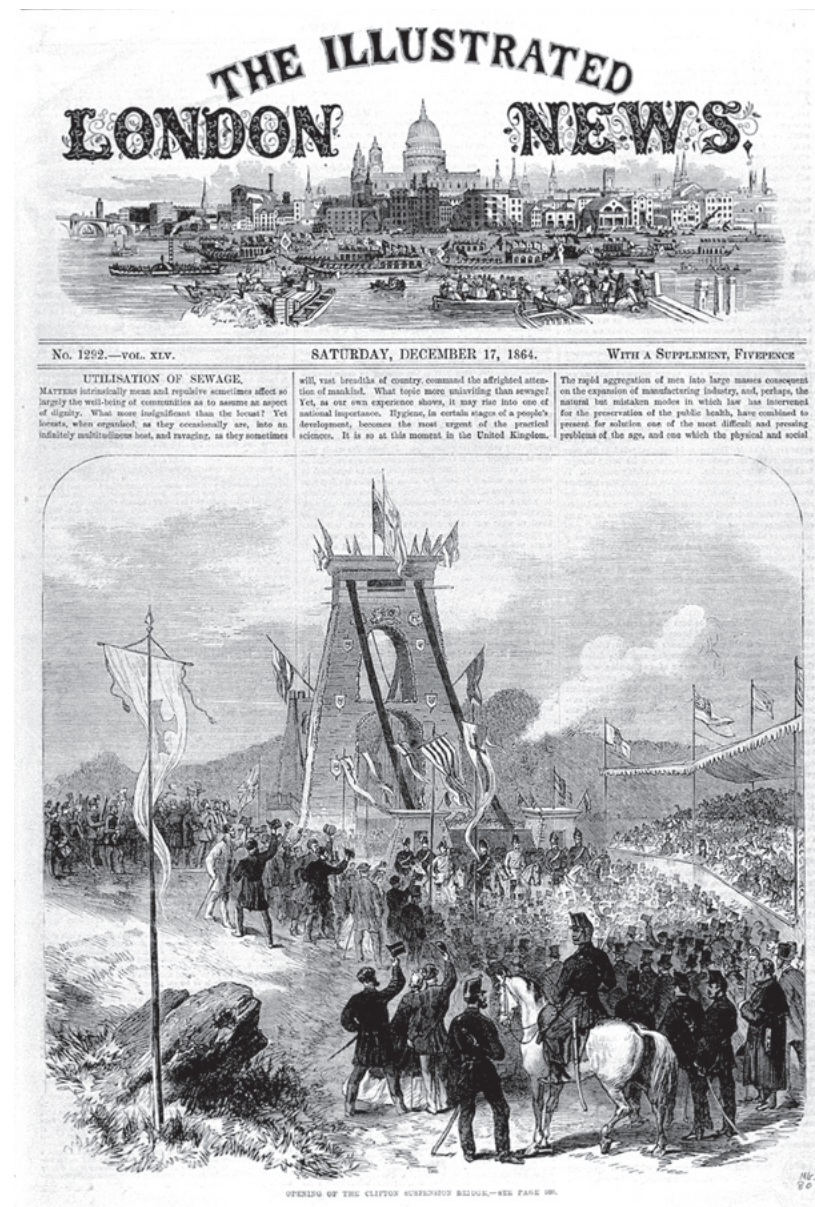 THE ILLUSTRATED
LONDON NEWS.
No. 1292.—VOL. XLV.
SATURDAY, DECEMBER 17, 1864.
WITH A SUPPLEMENT, FIVEPENCE
UTILISATION OF SEWAGE.
MATTERS intrinsically mean and repulsive sometimes affect so
largely the well-being of communities as to assume an aspect
of dignity. What more insignificant than the locust? Yet
locusts, when organised, as they occasionally are, into an
infinitely multitudinous host, and ravaging, as they sometimes
will, vast breadths of country, command the affrighted atten-
tion of mankind. What topic more uninviting than sewage?
Yet, as our own experience shows, it may rise into one of
national importance. Hygiene, in certain stages of a people's
development, becomes the most urgent of the practical
sciences. It is so at this moment in the United Kingdom.
The rapid aggregation of men into large masses consequent
on the expansion of manufacturing industry, and, perhaps, the
natural but mistaken modes in which law has intervened
for the preservation of the public health, have combined to
present for solution one of the most difficult and pressing
problems of the age, and one which the physical and social
OPENING OF THE CLIFTON SUSPENSION BRIDGE.—SEE PAGE